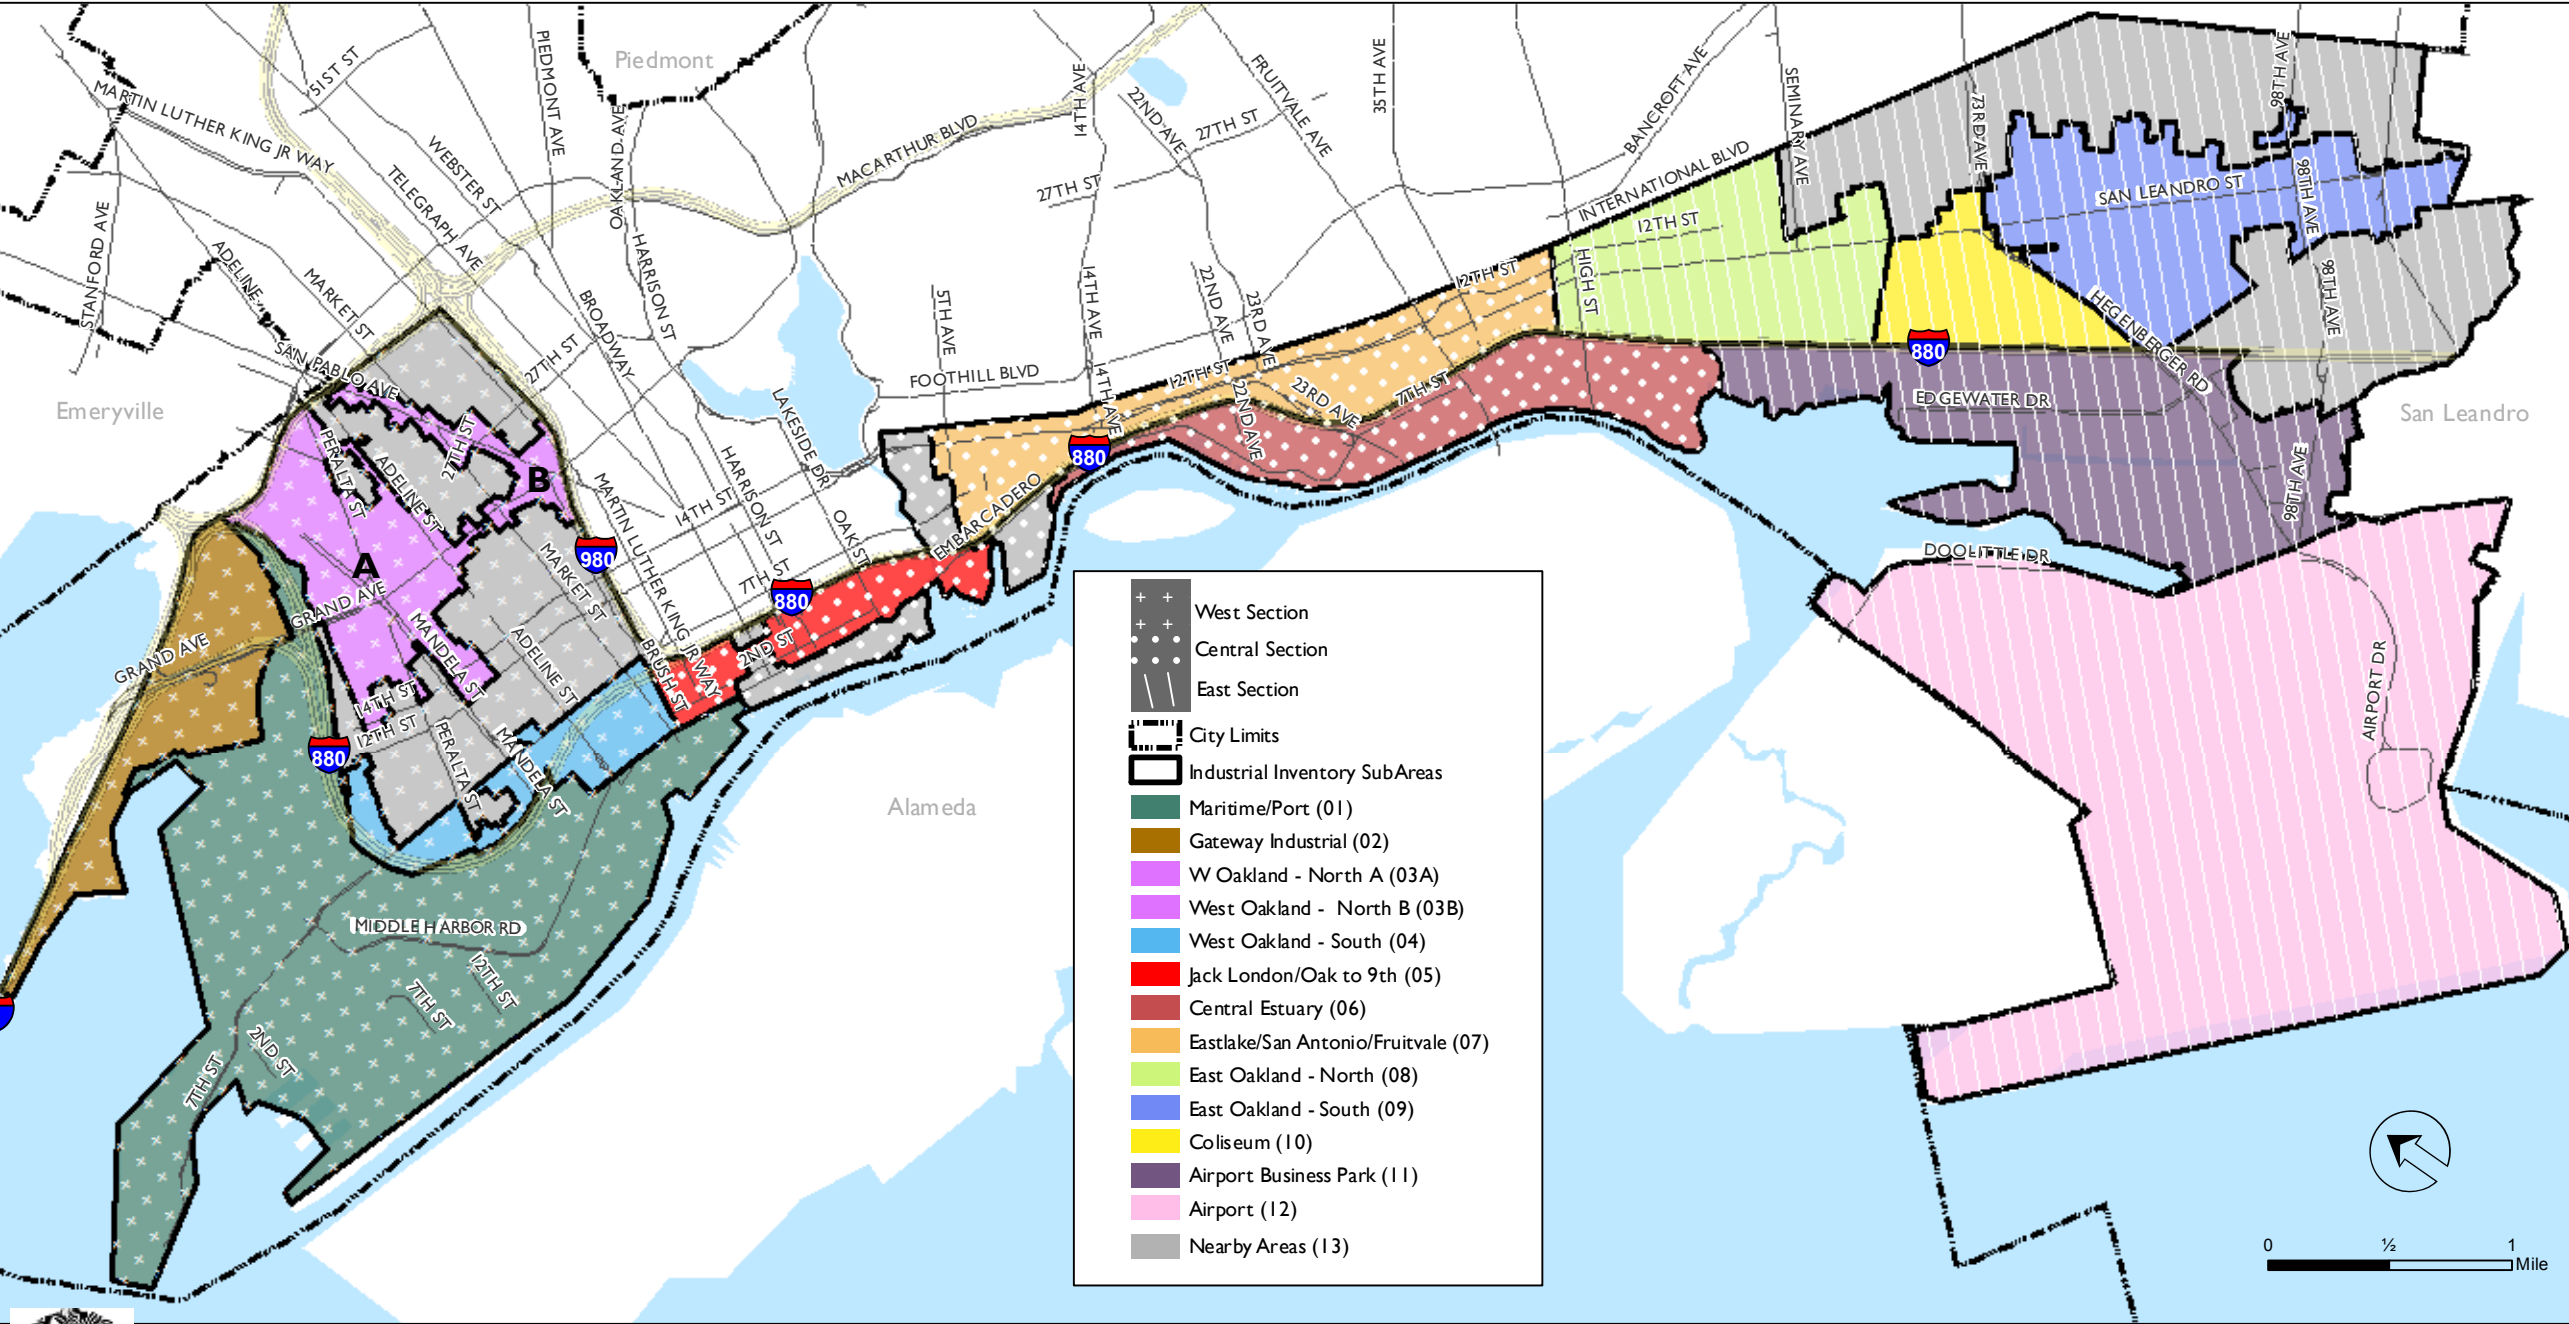 Piedmont
51ST ST
PIEDMONT AVE
MARTIN LUTHER KING JR WAY
WEBSTER ST
TELEGRAPH AVE
OAKLAND AVE
HARRISON ST
MACARTHUR BLVD
14TH AVE
22ND AVE
27TH ST
27TH ST
FRUITVALE AVE
35TH AVE
BANCROFT AVE
SEMINARY AVE
73RD AVE
98TH AVE
INTERNATIONAL BLVD
12TH ST
SAN LEANDRO ST
98TH AVE
STANFORD AVE
ADELINE
MARKET ST
SAN PABLO AVE
Emeryville
BROADWAY
27TH ST
5TH AVE
FOOTHILL BLVD
14TH AVE
14TH AVE
22ND AVE
23RD AVE
12TH ST
12TH ST
HIGH ST
23RD AVE
7TH ST
22ND AVE
880
880
HEGENBERGER RD
98TH AVE
EDGEWATER DR
San Leandro
98TH AVE
DOOLITTLE DR
AIRPORT DR
PERALTA ST
ADELINE ST
27TH ST
B
A
980
MARTIN LUTHER KING JR WAY
14TH ST
HARRISON ST
LAKESIDE DR
OAK ST
7TH ST
880
EMBARCADERO
2ND ST
BRUSH ST
MARKET ST
ADELINE ST
GRAND AVE
GRAND AVE
MANDELA ST
14TH ST
12TH ST
880
PERALTA ST
MANDELA ST
Alameda
MIDDLE HARBOR RD
12TH ST
7TH ST
2ND ST
7TH ST
West Section
Central Section
East Section
City Limits
Industrial Inventory SubAreas
Maritime/Port (01)
Gateway Industrial (02)
W Oakland - North A (03A)
West Oakland - North B (03B)
West Oakland - South (04)
Jack London/Oak to 9th (05)
Central Estuary (06)
Eastlake/San Antonio/Fruitvale (07)
East Oakland - North (08)
East Oakland - South (09)
Coliseum (10)
Airport Business Park (11)
Airport (12)
Nearby Areas (13)
0 ½ 1
Mile